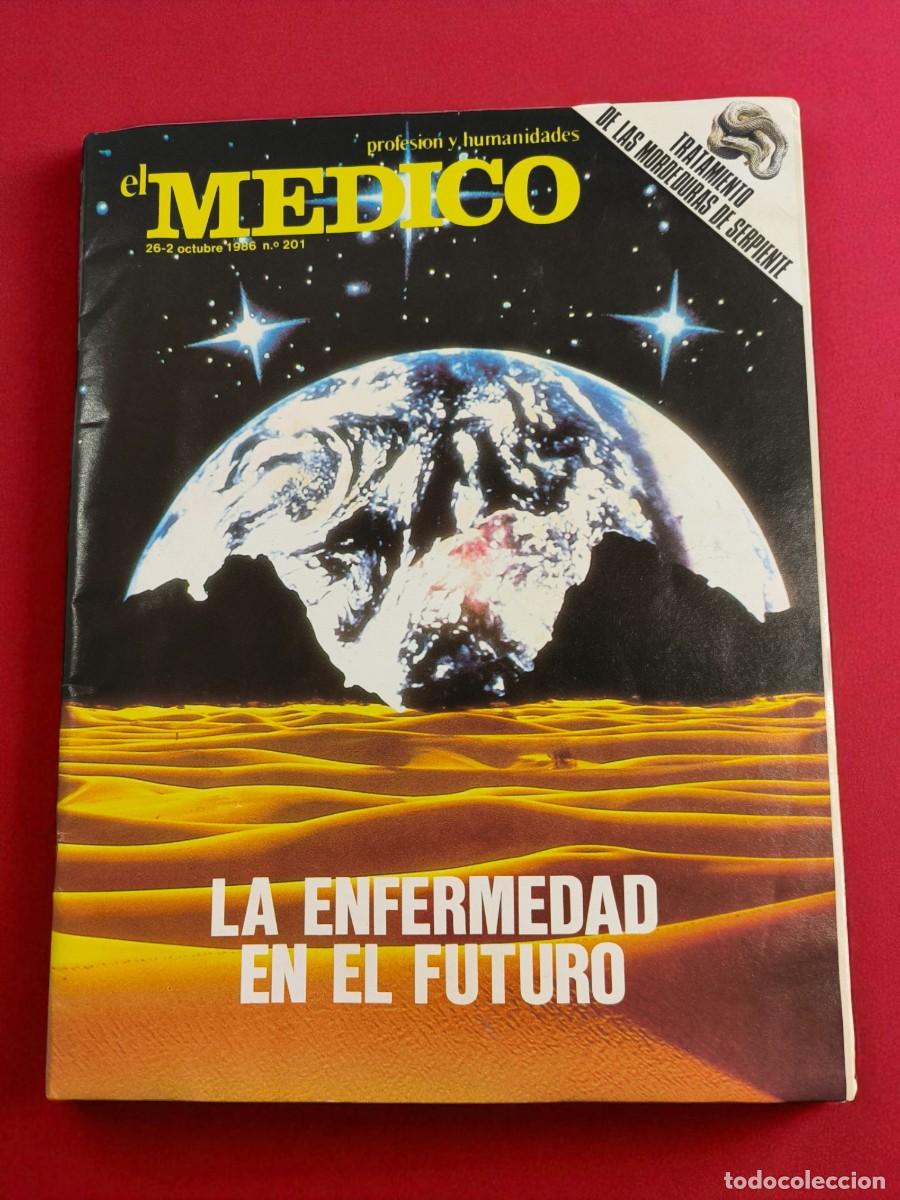 profesion y humanidades
el MEDICO
26-2 octubre 1986 n.º 201
TRATAMIENTO
DE LAS MORDEDURAS DE SERPIENTE
LA ENFERMEDAD
EN EL FUTURO
todocoleccion